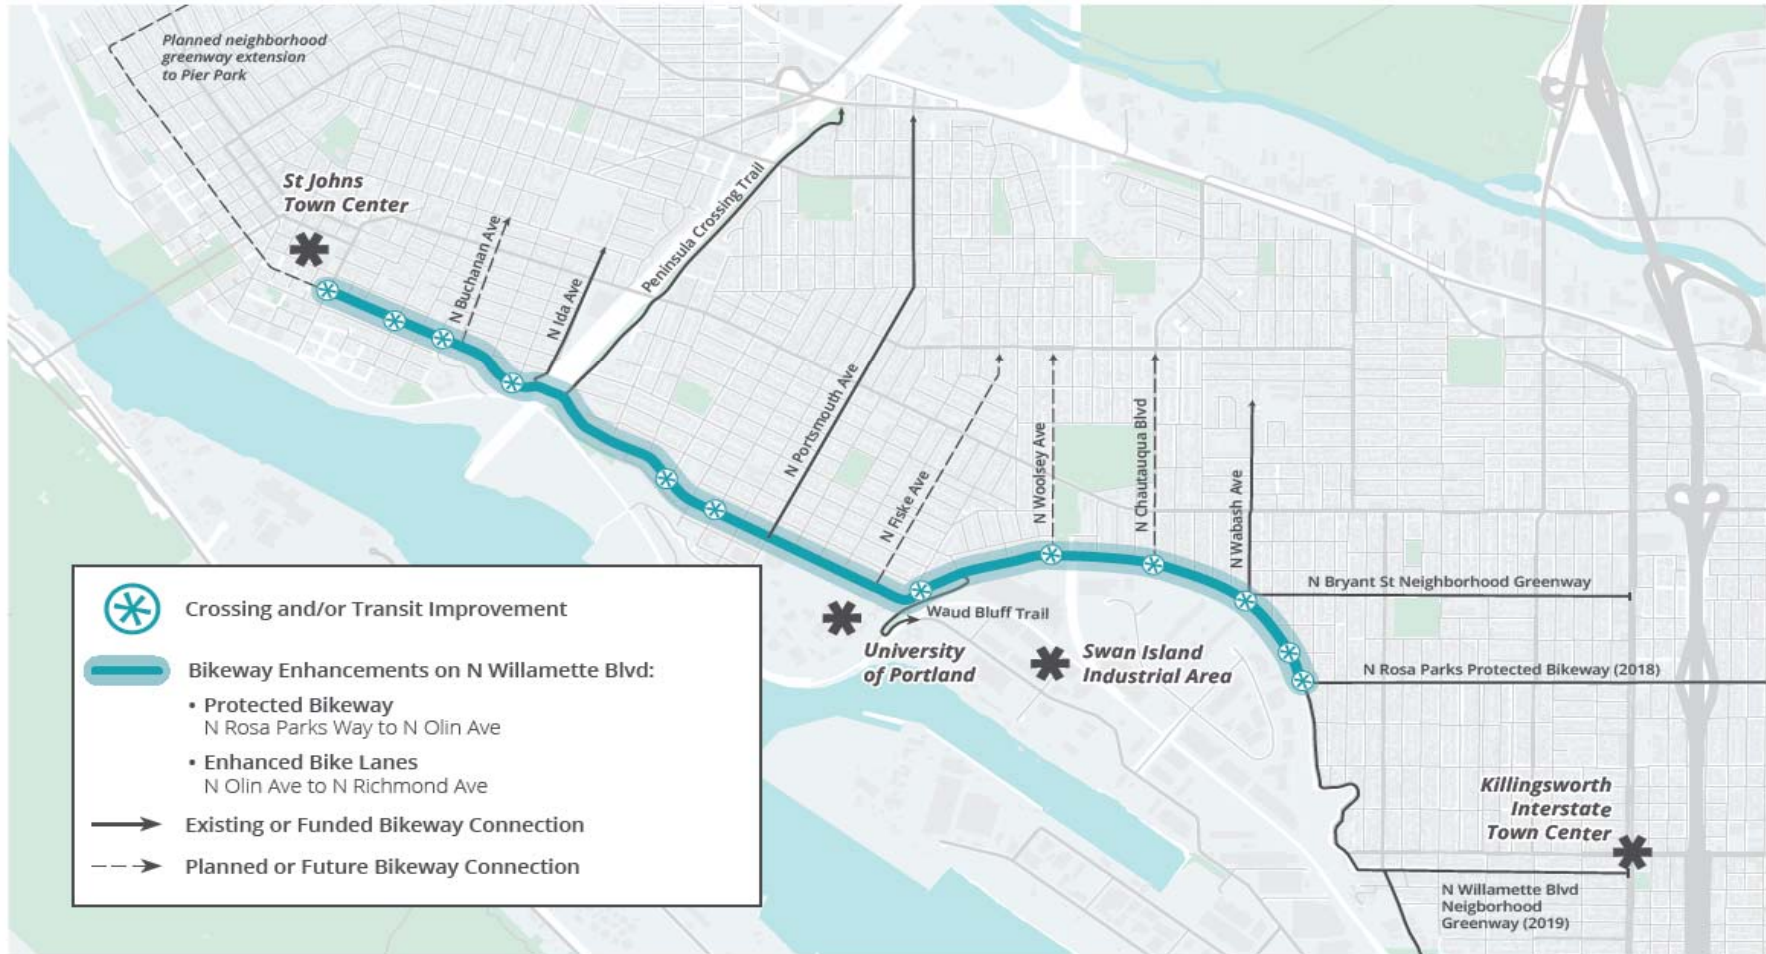 Planned neighborhood
greenway extension
to Pier Park
St Johns
Town Center
N Buchanan Ave
N Ida Ave
Peninsula Crossing Trail
N Portsmouth Ave
N Fiske Ave
N Woolsey Ave
N Chautauqua Blvd
N Wabash Ave
N Bryant St Neighborhood Greenway
Waud Bluff Trail
University
of Portland
Swan Island
Industrial Area
N Rosa Parks Protected Bikeway (2018)
Killingsworth
Interstate
Town Center
N Willamette Blvd
Neigborhood
Greenway (2019)
Crossing and/or Transit Improvement
Bikeway Enhancements on N Willamette Blvd:
• Protected Bikeway
N Rosa Parks Way to N Olin Ave
• Enhanced Bike Lanes
N Olin Ave to N Richmond Ave
Existing or Funded Bikeway Connection
Planned or Future Bikeway Connection